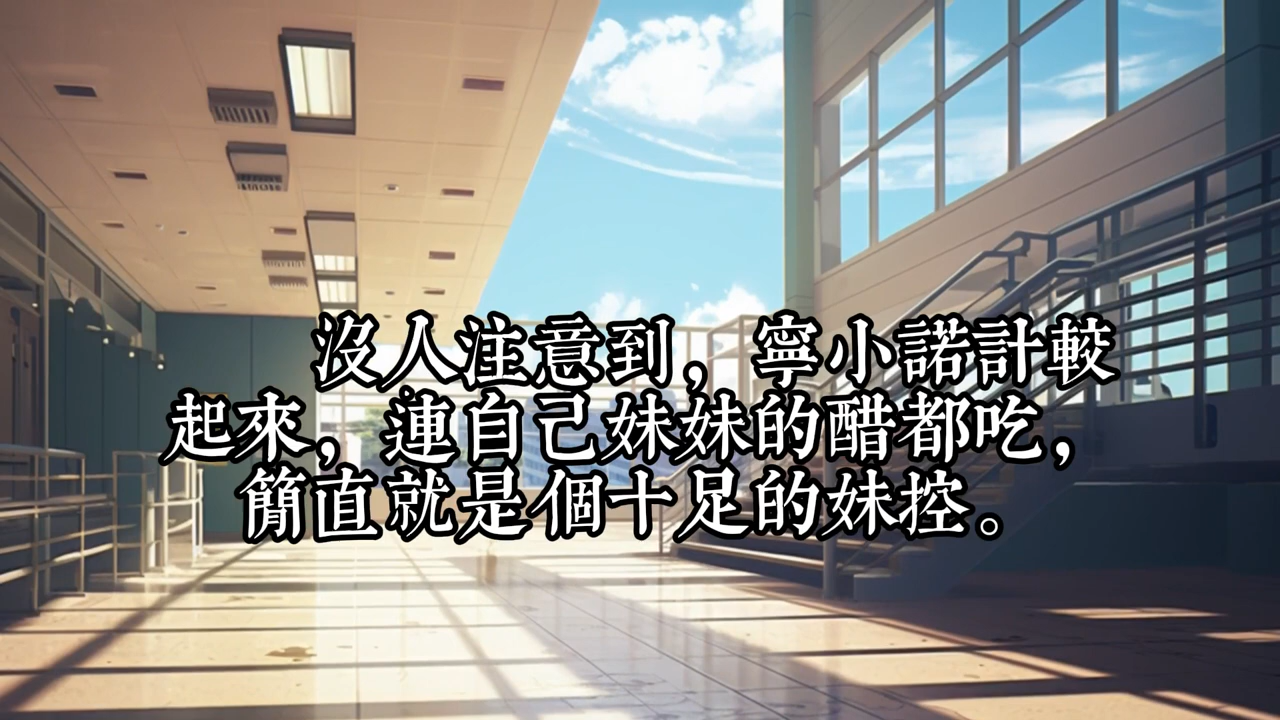 沒人注意到，寧小諾計較
起來，連自己妹妹的醋都吃，
簡直就是個十足的妹控。